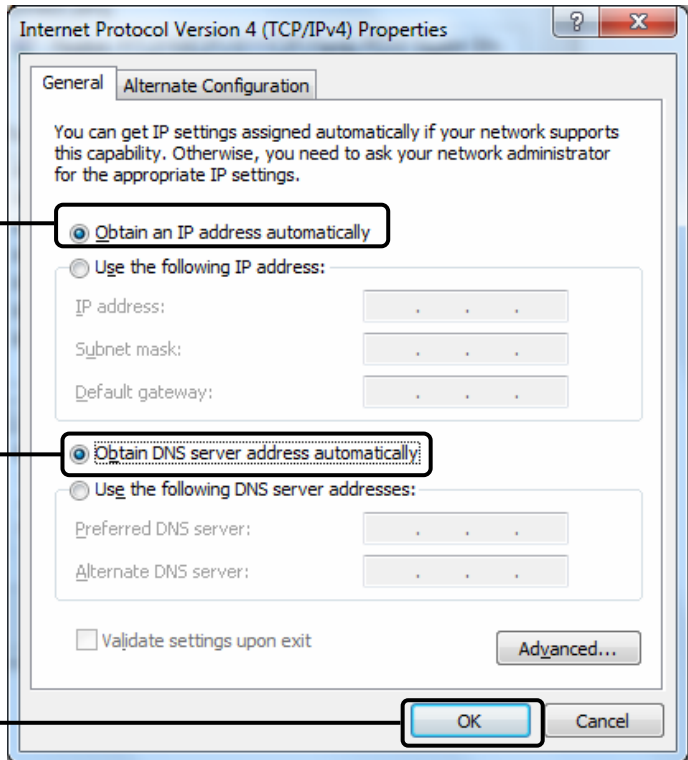 Internet Protocol Version 4 (TCP/IPv4) Properties
General
Alternate Configuration
You can get IP settings assigned automatically if your network supports
this capability. Otherwise, you need to ask your network administrator
for the appropriate IP settings.
Obtain an IP address automatically
Use the following IP address:
IP address:
Subnet mask:
Default gateway:
Obtain DNS server address automatically
Use the following DNS server addresses:
Preferred DNS server:
Alternate DNS server:
Validate settings upon exit
Advanced...
OK
Cancel